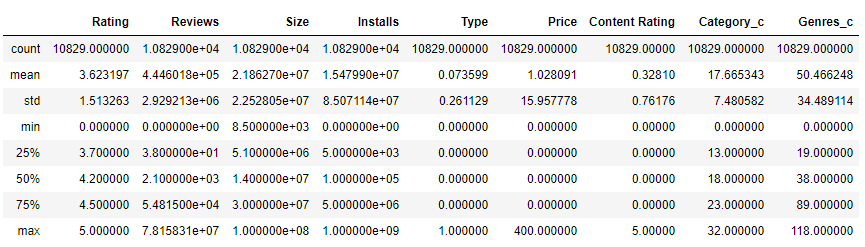 Rating Reviews Size Installs Type Price Content Rating Category_c Genres_c
count 10829.000000 1.082900e+04 1.082900e+04 1.082900e+04 10829.000000 10829.000000 10829.00000 10829.000000 10829.000000
mean 3.623197 4.446018e+05 2.186270e+07 1.547990e+07 0.073599 1.028091 0.32810 17.665343 50.466248
std 1.513263 2.929213e+06 2.252805e+07 8.507114e+07 0.261129 15.957778 0.76176 7.480582 34.489114
min 0.000000 0.000000e+00 8.500000e+03 0.000000e+00 0.000000 0.000000 0.00000 0.000000 0.000000
25% 3.700000 3.800000e+01 5.100000e+06 5.000000e+03 0.000000 0.000000 0.00000 13.000000 19.000000
50% 4.200000 2.100000e+03 1.400000e+07 1.000000e+05 0.000000 0.000000 0.00000 18.000000 38.000000
75% 4.500000 5.481500e+04 3.000000e+07 5.000000e+06 0.000000 0.000000 0.00000 23.000000 89.000000
max 5.000000 7.815831e+07 1.000000e+08 1.000000e+09 1.000000 400.000000 5.00000 32.000000 118.000000